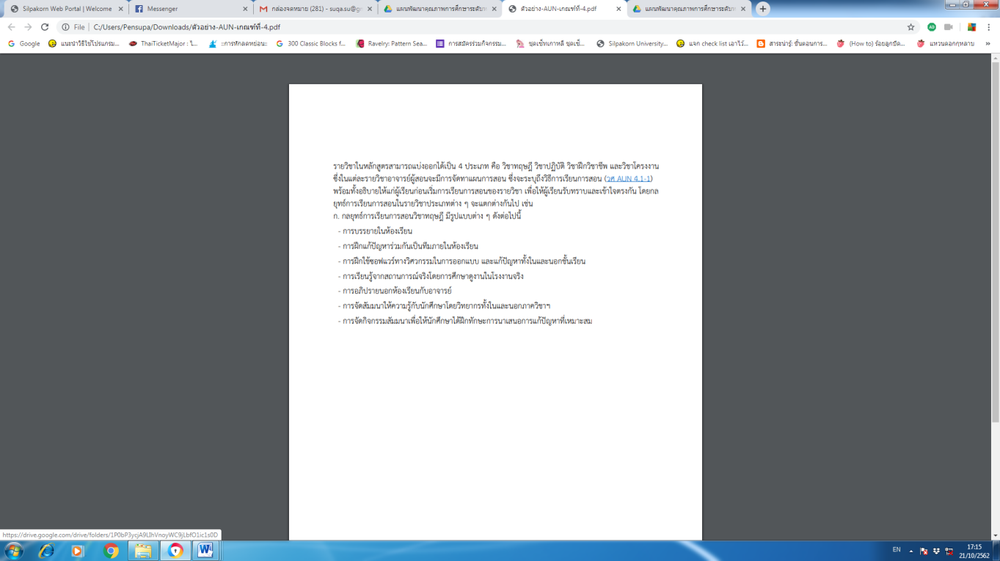 Silpakorn Web Portal | Welcome
Messenger
กล่องจดหมาย (281) - suqa.su@gr
แผนพัฒนาคุณภาพการศึกษาระดับห
ตัวอย่าง-AUN-เกณฑ์ที่-4.pdf
แผนพัฒนาคุณภาพการศึกษาระดับห
File | C:/Users/Pensupa/Downloads/ตัวอย่าง-AUN-เกณฑ์ที่-4.pdf
Google
แนะนำวิธีใช้โปรแกรม...
ThaiTicketMajor : โ...
::การหักลดหย่อน::
300 Classic Blocks f...
Ravelry: Pattern Sea...
การสมัครร่วมกิจกรรม...
ชุดเซ็ทเกาหลี ชุดเซ็...
Silpakorn University...
แจก check list เอาไว้...
สาระน่ารู้: ขั้นตอนการ...
(How to) ร้อยลูกปัด...
แหวนดอกกุหลาบ
รายวิชาในหลักสูตรสามารถแบ่งออกได้เป็น 4 ประเภท คือ วิชาทฤษฎี วิชาปฏิบัติ วิชาฝึกวิชาชีพ และวิชาโครงงาน
ซึ่งในแต่ละรายวิชาอาจารย์ผู้สอนจะมีการจัดทาแผนการสอน ซึ่งจะระบุถึงวิธีการเรียนการสอน (วศ AUN 4.1-1)
พร้อมทั้งอธิบายให้แก่ผู้เรียนก่อนเริ่มการเรียนการสอนของรายวิชา เพื่อให้ผู้เรียนรับทราบและเข้าใจตรงกัน โดยกล
ยุทธ์การเรียนการสอนในรายวิชาประเภทต่าง ๆ จะแตกต่างกันไป เช่น
ก. กลยุทธ์การเรียนการสอนวิชาทฤษฎี มีรูปแบบต่าง ๆ ดังต่อไปนี้
- การบรรยายในห้องเรียน
- การฝึกแก้ปัญหาร่วมกันเป็นทีมภายในห้องเรียน
- การฝึกใช้ซอฟแวร์ทางวิศวกรรมในการออกแบบ และแก้ปัญหาทั้งในและนอกชั้นเรียน
- การเรียนรู้จากสถานการณ์จริงโดยการศึกษาดูงานในโรงงานจริง
- การอภิปรายนอกห้องเรียนกับอาจารย์
- การจัดสัมมนาให้ความรู้กับนักศึกษาโดยวิทยากรทั้งในและนอกภาควิชาฯ
- การจัดกิจกรรมสัมมนาเพื่อให้นักศึกษาได้ฝึกทักษะการนาเสนอการแก้ปัญหาที่เหมาะสม
https://drive.google.com/drive/folders/1P0bP3ycjA9LIhVnoyWC9jLbfO1ic1s0D
EN
17:15
21/10/2562